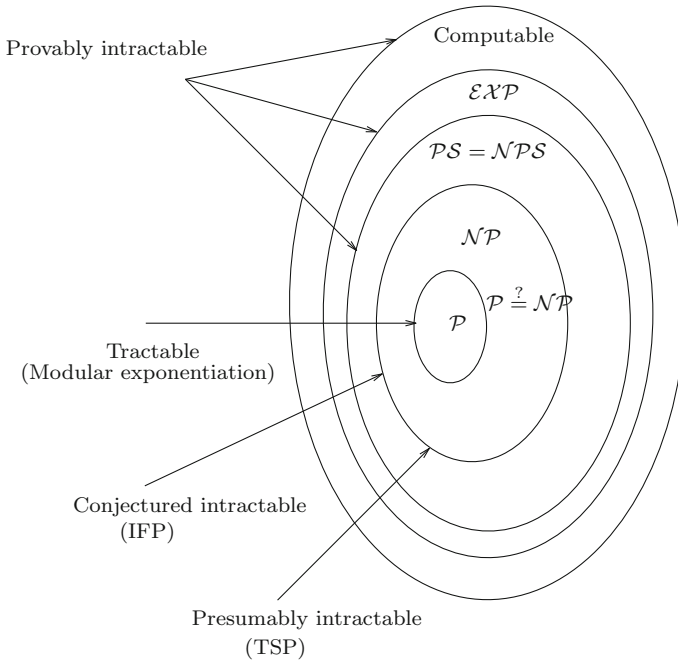 Computable
Provably intractable
ℰ𝒳𝒫
𝒫𝒮 = 𝒩𝒫𝒮
𝒩𝒫
𝒫 ≟ 𝒩𝒫
𝒫
Tractable
(Modular exponentiation)
Conjectured intractable
(IFP)
Presumably intractable
(TSP)